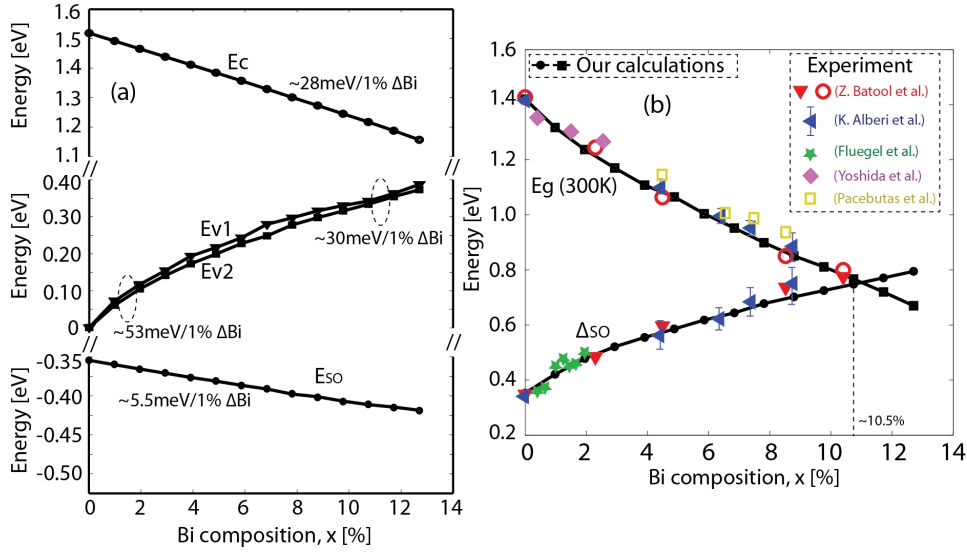 1.6
1.5
1.4
1.3
1.2
1.1
Energy [eV]
Ec
(a)
~28meV/1% ΔBi
0.40
0.30
0.20
0.10
0
Energy [eV]
Ev1
Ev2
~30meV/1% ΔBi
~53meV/1% ΔBi
-0.35
-0.40
-0.45
-0.50
Energy [eV]
ESO
~5.5meV/1% ΔBi
0 2 4 6 8 10 12 14
Bi composition, x [%]
1.6
1.4
1.2
1.0
0.8
0.6
0.4
0.2
Energy [eV]
Our calculations
(b)
Experiment
(Z. Batool et al.)
(K. Alberi et al.)
(Fluegel et al.)
(Yoshida et al.)
(Pacebutas et al.)
Eg (300K)
ΔSO
~10.5%
0 2 4 6 8 10 12 14
Bi composition, x [%]